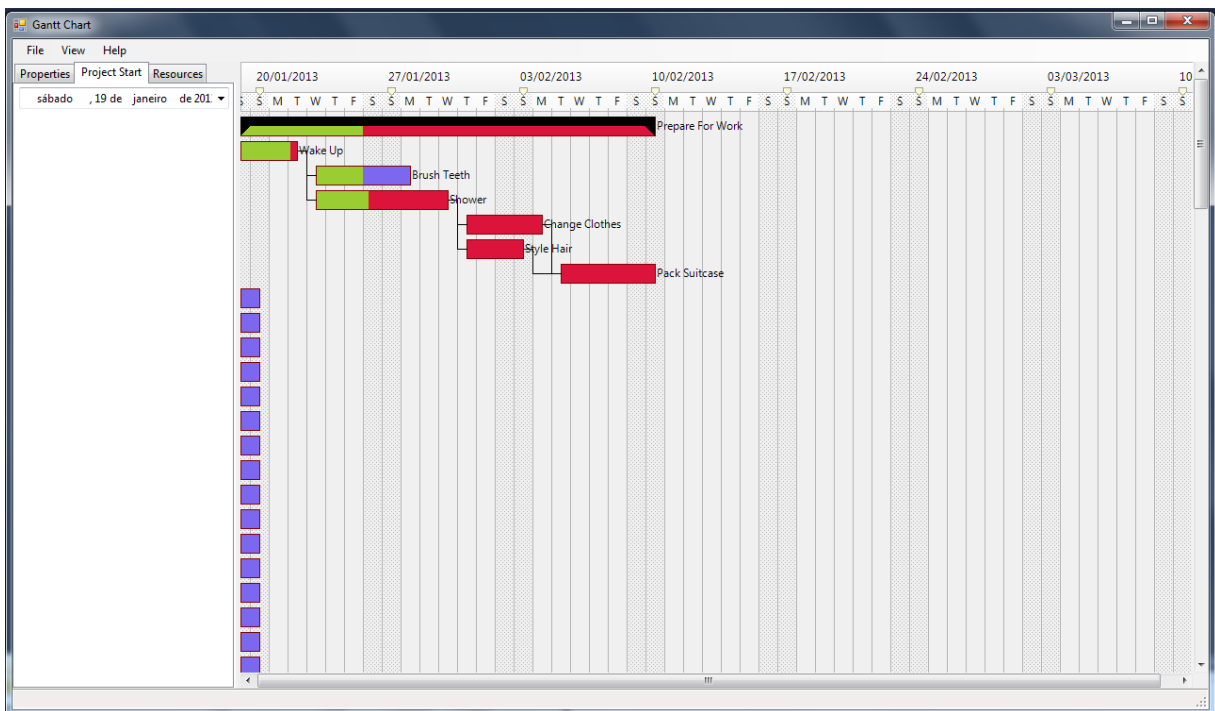 Gantt Chart
File View Help
Properties Project Start Resources
sábado , 19 de janeiro de 201
20/01/2013 27/01/2013 03/02/2013 10/02/2013 17/02/2013 24/02/2013 03/03/2013 10
S S M T W T F S S M T W T F S S M T W T F S S M T W T F S S M T W T F S S M T W T F S S M T W T F S S
Prepare For Work
Wake Up
Brush Teeth
Shower
Change Clothes
Style Hair
Pack Suitcase